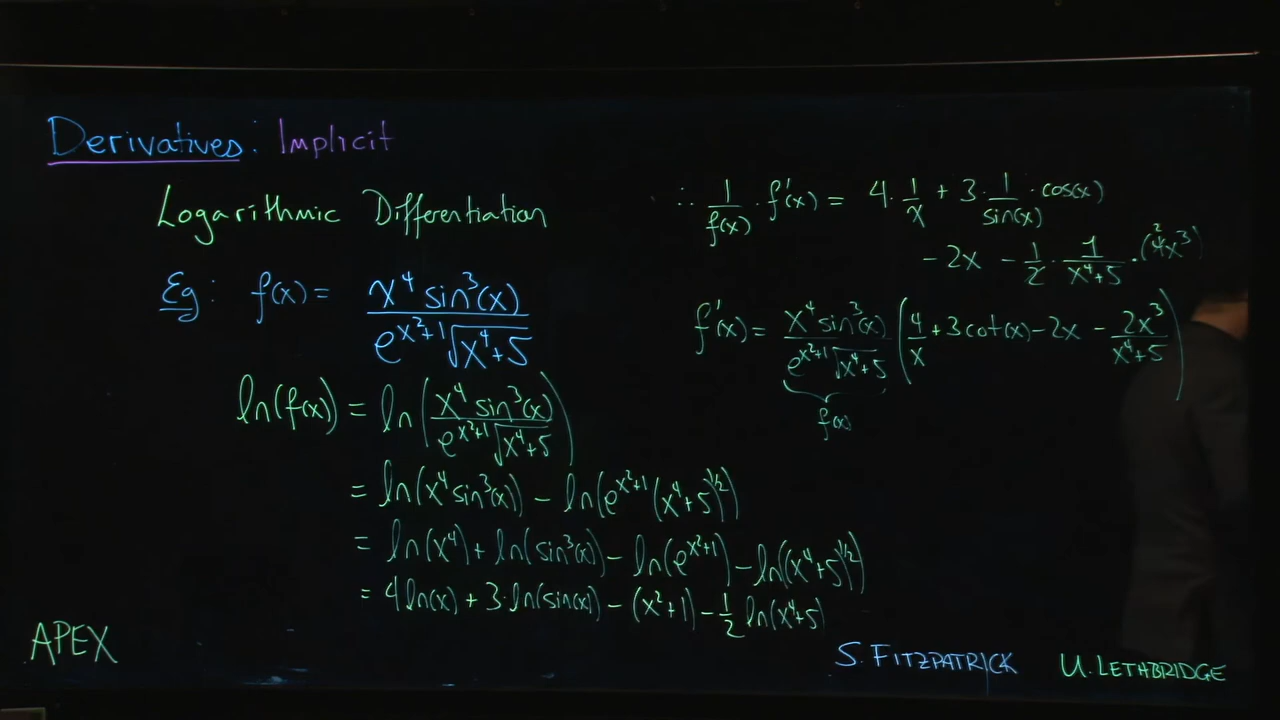 Derivatives: Implicit
Logarithmic Differentiation
Eg: f(x) = x⁴ sin³(x) / e^(x²+1) √(x⁴+5)
ln(f(x)) = ln( x⁴ sin³(x) / e^(x²+1) √(x⁴+5) )
= ln(x⁴ sin³(x)) − ln(e^(x²+1) (x⁴+5)^(1/2))
= ln(x⁴) + ln(sin³(x)) − ln(e^(x²+1)) − ln((x⁴+5)^(1/2))
= 4 ln(x) + 3·ln(sin(x)) − (x²+1) − 1/2 ln(x⁴+5)
∴ 1/f(x) · f'(x) = 4·1/x + 3·1/sin(x)·cos(x)
− 2x − 1/2 · 1/(x⁴+5) · (4x³)
2
f'(x) = x⁴ sin³(x) / e^(x²+1) √(x⁴+5) ( 4/x + 3cot(x) − 2x − 2x³/(x⁴+5) )
f(x)
APEX
S. FITZPATRICK
U. LETHBRIDGE